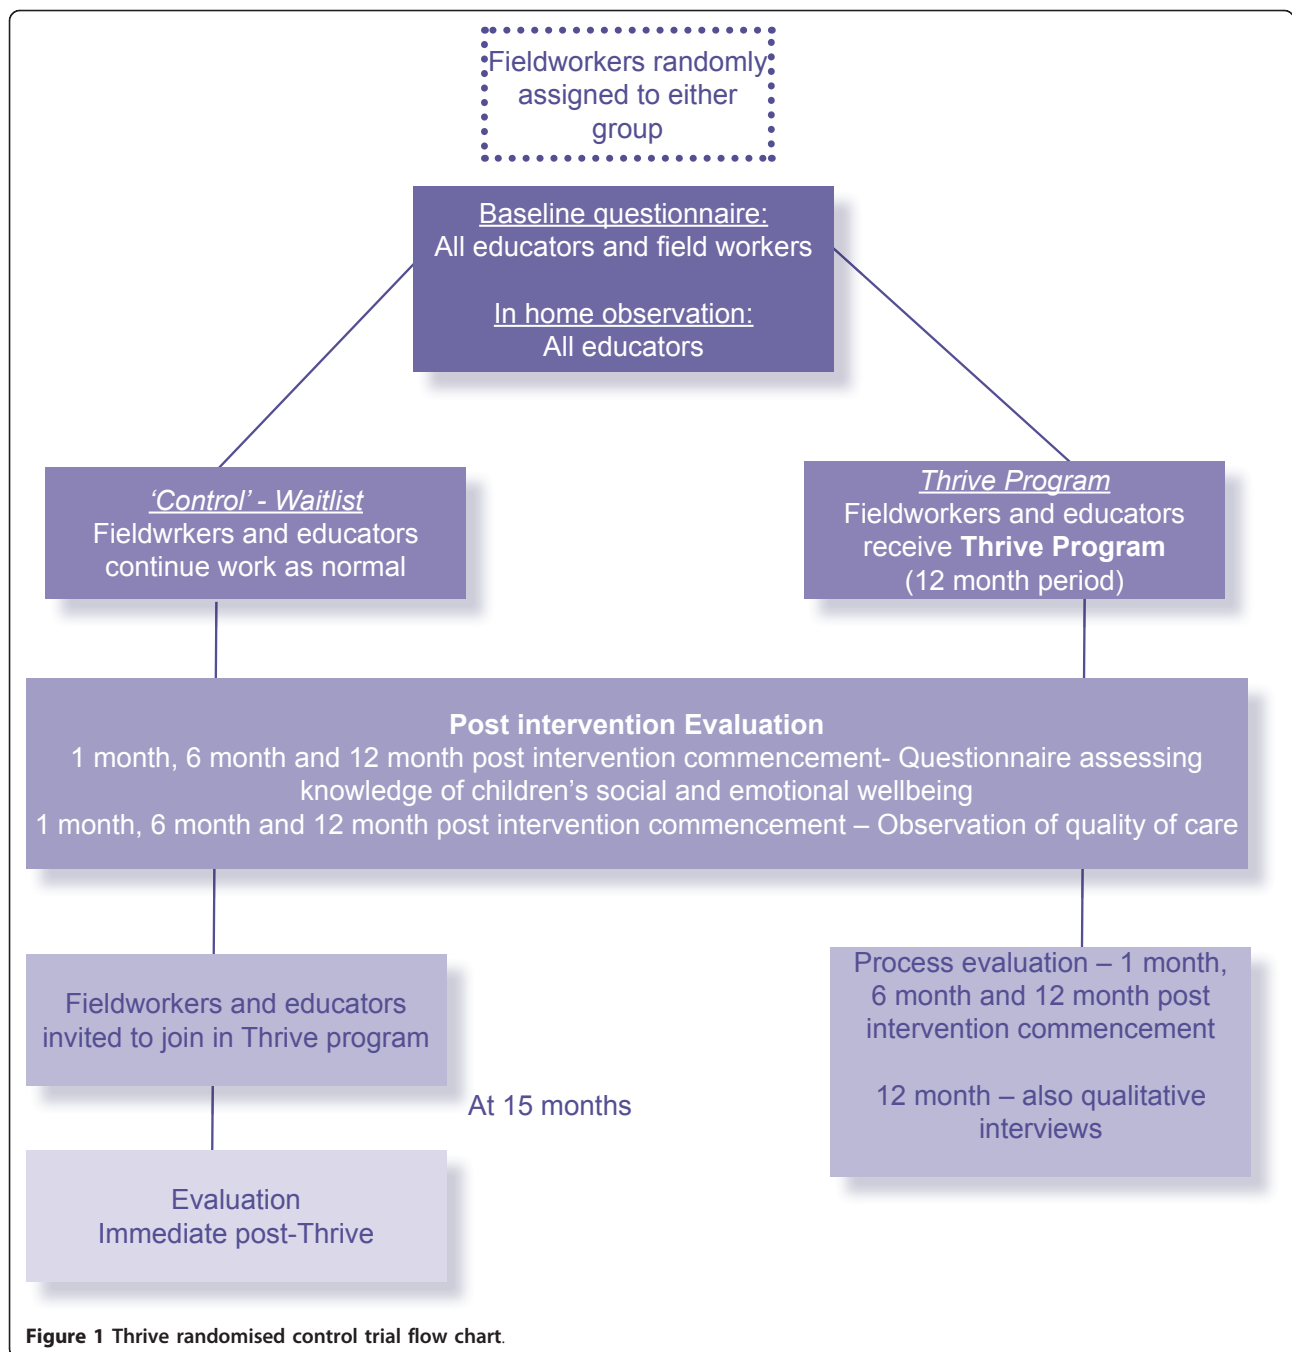 Fieldworkers randomly
assigned to either
group
Baseline questionnaire:
All educators and field workers
In home observation:
All educators
'Control' - Waitlist
Fieldwrkers and educators
continue work as normal
Thrive Program
Fieldworkers and educators
receive Thrive Program
(12 month period)
Post intervention Evaluation
1 month, 6 month and 12 month post intervention commencement- Questionnaire assessing
knowledge of children’s social and emotional wellbeing
1 month, 6 month and 12 month post intervention commencement – Observation of quality of care
Fieldworkers and educators
invited to join in Thrive program
Process evaluation – 1 month,
6 month and 12 month post
intervention commencement
12 month – also qualitative
interviews
At 15 months
Evaluation
Immediate post-Thrive
Figure 1 Thrive randomised control trial flow chart.